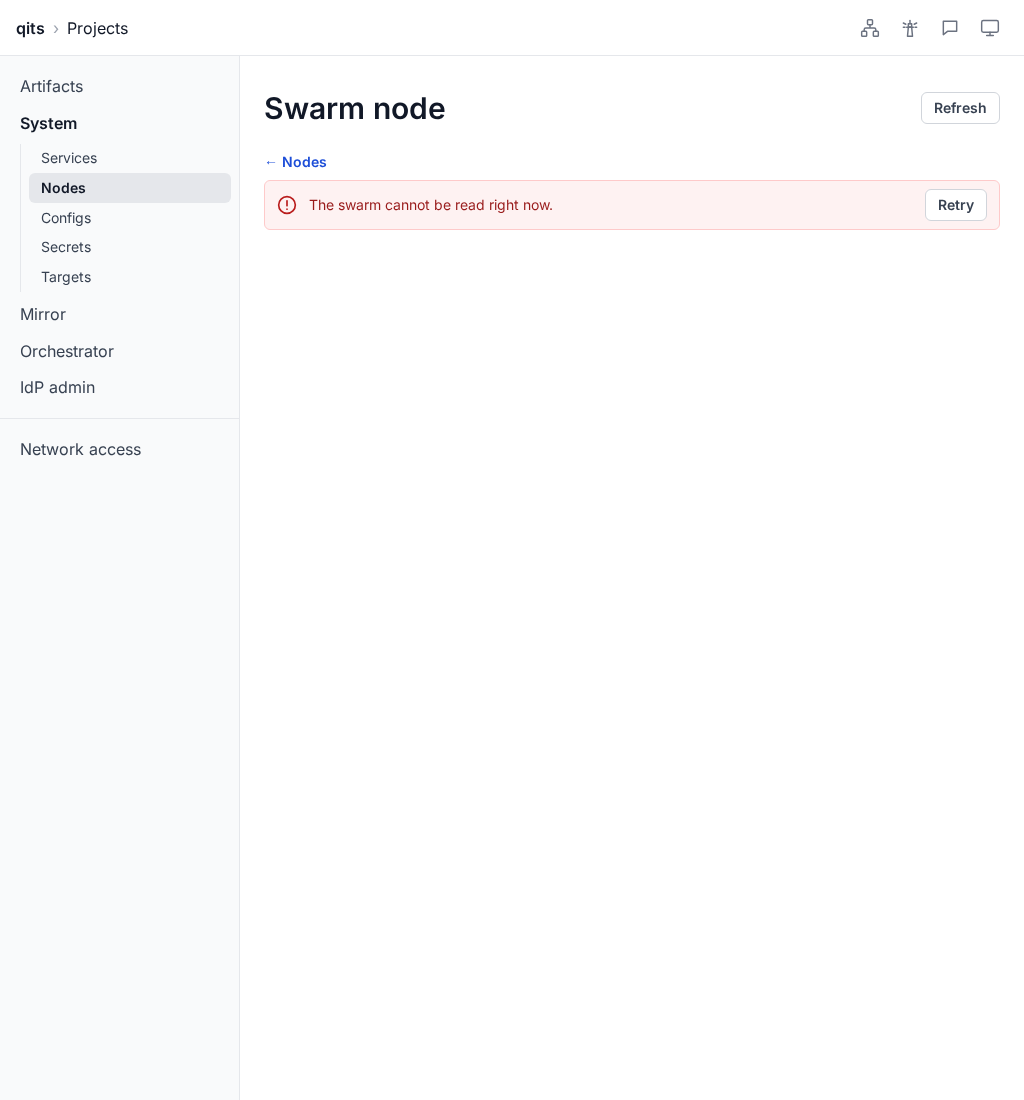 qits › Projects
Artifacts
System
Services
Nodes
Configs
Secrets
Targets
Mirror
Orchestrator
IdP admin
Network access
Swarm node
Refresh
← Nodes
The swarm cannot be read right now.
Retry